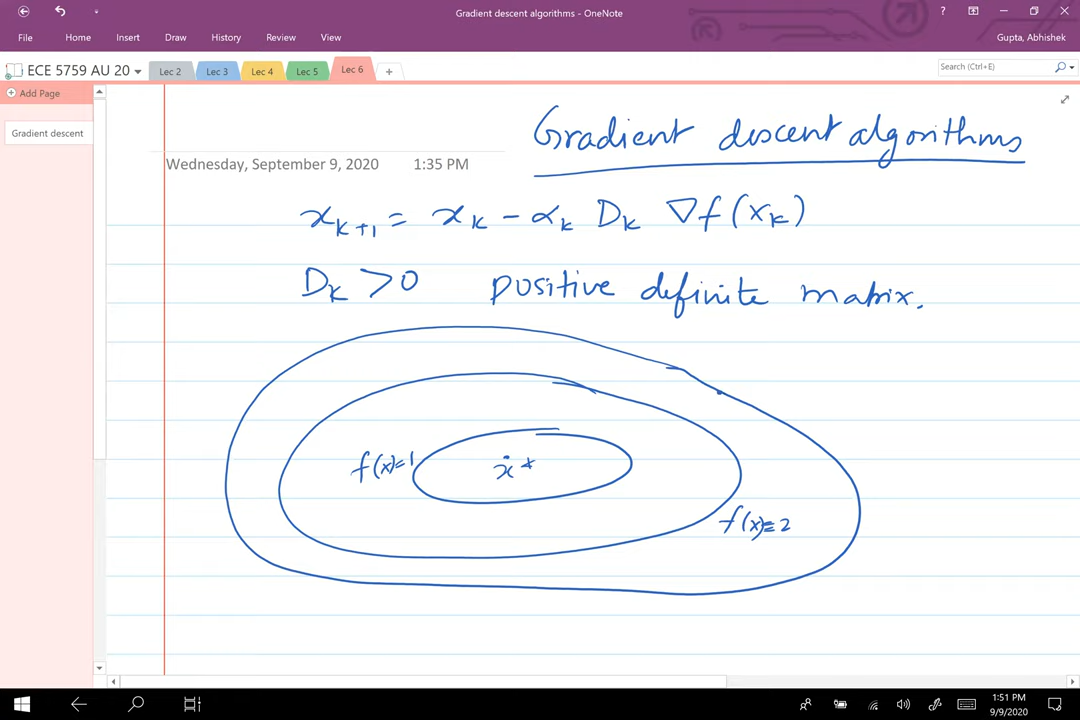 Gradient descent algorithms - OneNote
File Home Insert Draw History Review View
Gupta, Abhishek
ECE 5759 AU 20
Lec 2 Lec 3 Lec 4 Lec 5 Lec 6
Search (Ctrl+E)
Add Page
Gradient descent
Gradient descent algorithms
Wednesday, September 9, 2020 1:35 PM
x_{k+1} = x_k - α_k D_k ∇f(x_k)
D_k > 0 positive definite matrix.
f(x)=1
x*
f(x)=2
1:51 PM
9/9/2020